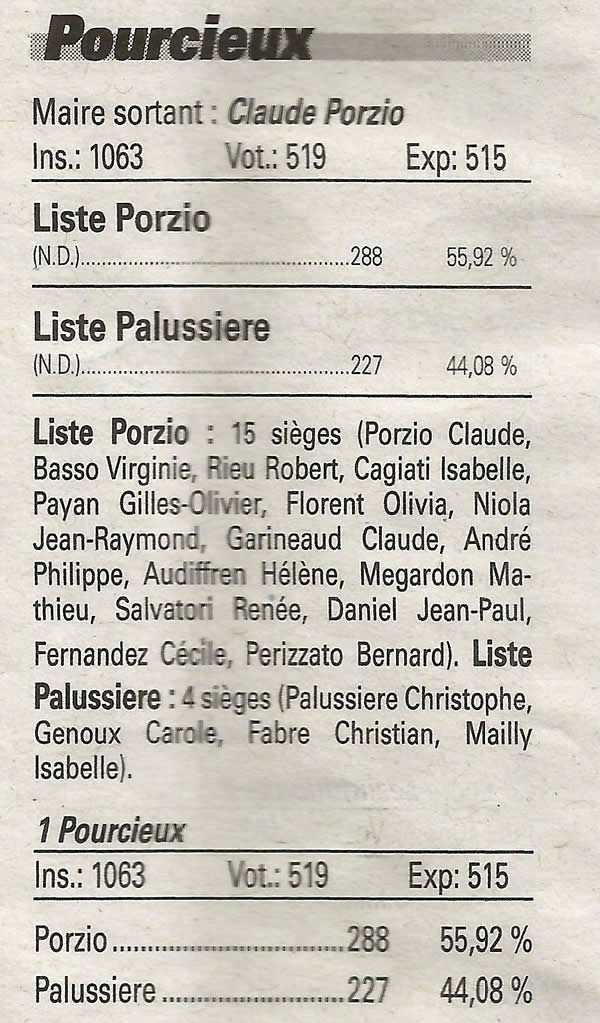 Pourcieux
Maire sortant : Claude Porzio
Ins.: 1063 Vot.: 519 Exp: 515
Liste Porzio
(N.D.)..................................................288 55,92 %
Liste Palussiere
(N.D.)..................................................227 44,08 %
Liste Porzio : 15 sièges (Porzio Claude,
Basso Virginie, Rieu Robert, Cagiati Isabelle,
Payan Gilles-Olivier, Florent Olivia, Niola
Jean-Raymond, Garineaud Claude, André
Philippe, Audiffren Hélène, Megardon Ma-
thieu, Salvatori Renée, Daniel Jean-Paul,
Fernandez Cécile, Perizzato Bernard). Liste
Palussiere : 4 sièges (Palussiere Christophe,
Genoux Carole, Fabre Christian, Mailly
Isabelle).
1 Pourcieux
Ins.: 1063 Vot.: 519 Exp: 515
Porzio..................................288 55,92 %
Palussiere...........................227 44,08 %